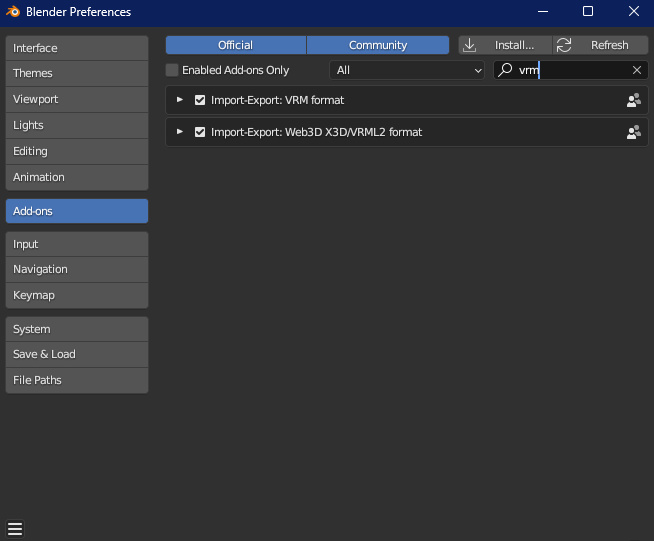 Blender Preferences
Interface
Themes
Viewport
Lights
Editing
Animation
Add-ons
Input
Navigation
Keymap
System
Save & Load
File Paths
Official
Community
Install...
Refresh
Enabled Add-ons Only
All
vrm
Import-Export: VRM format
Import-Export: Web3D X3D/VRML2 format